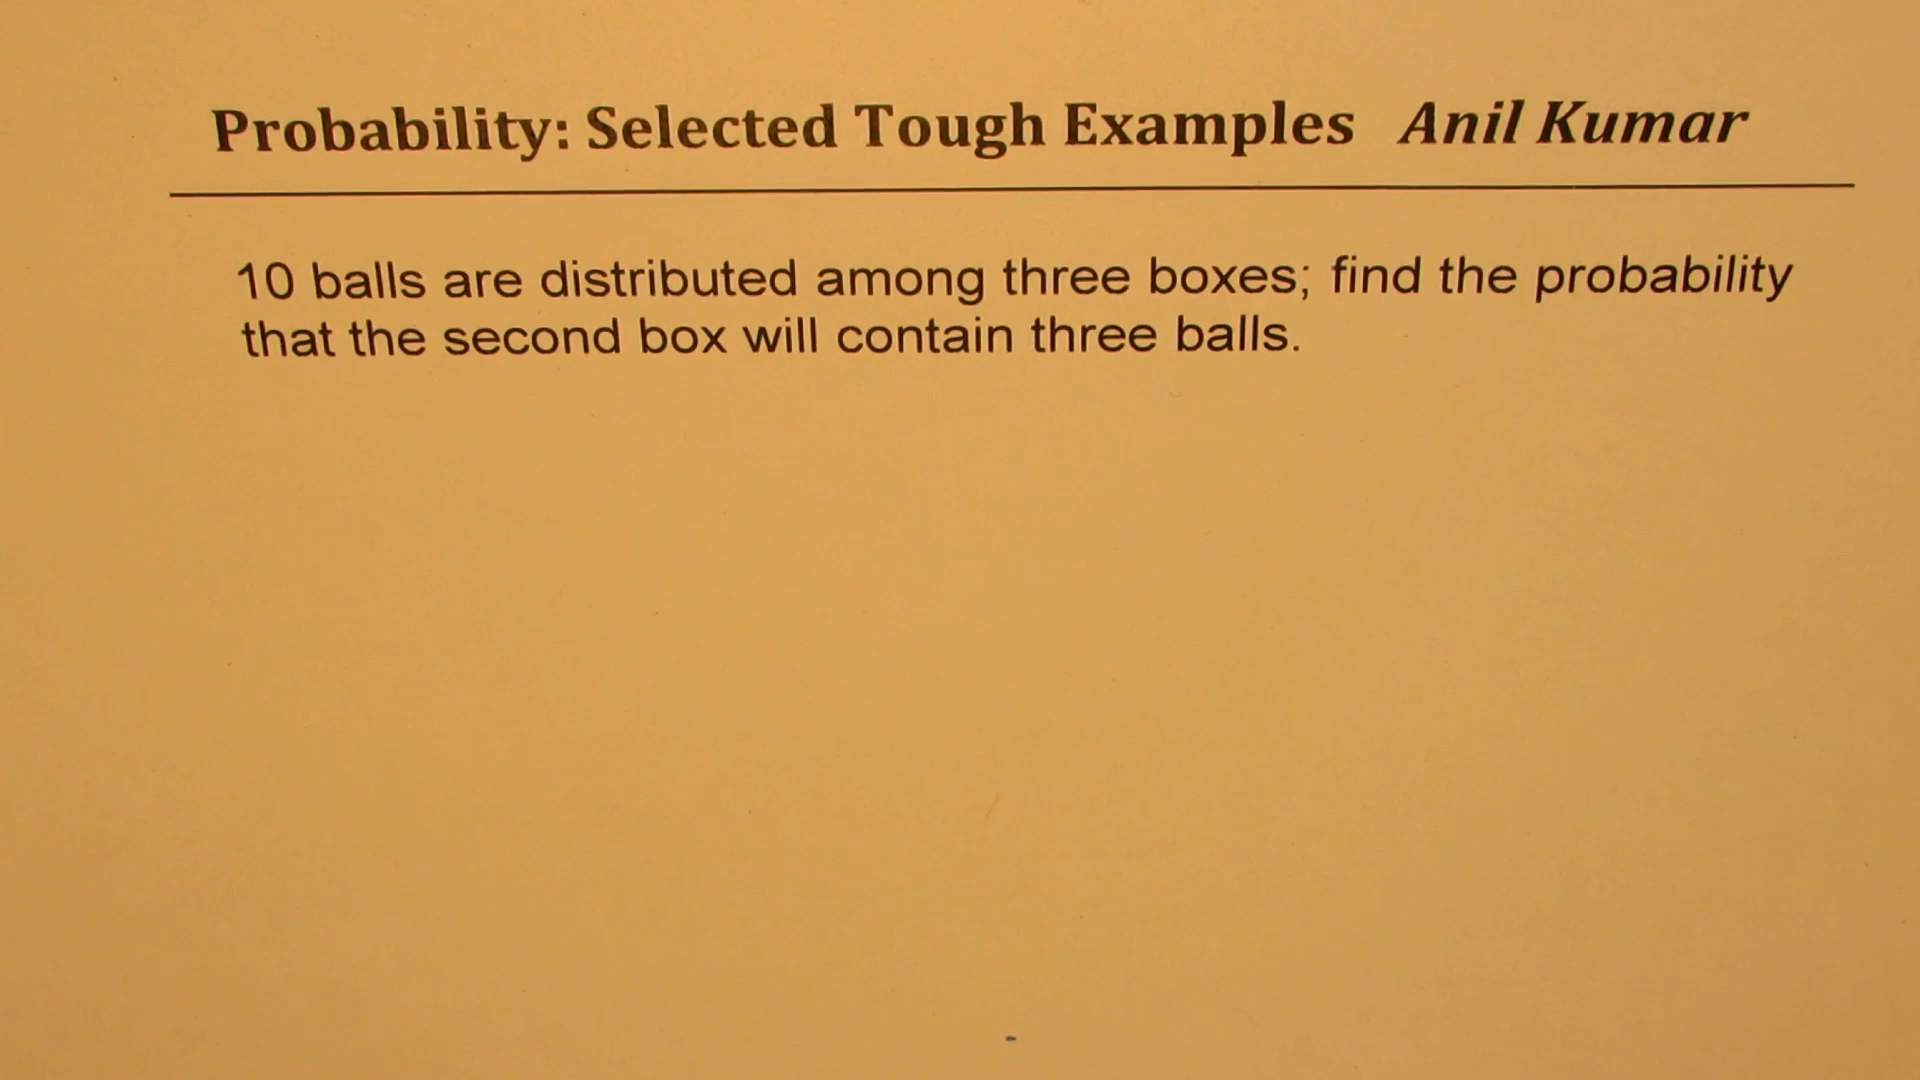 Probability: Selected Tough Examples Anil Kumar
10 balls are distributed among three boxes; find the probability
that the second box will contain three balls.